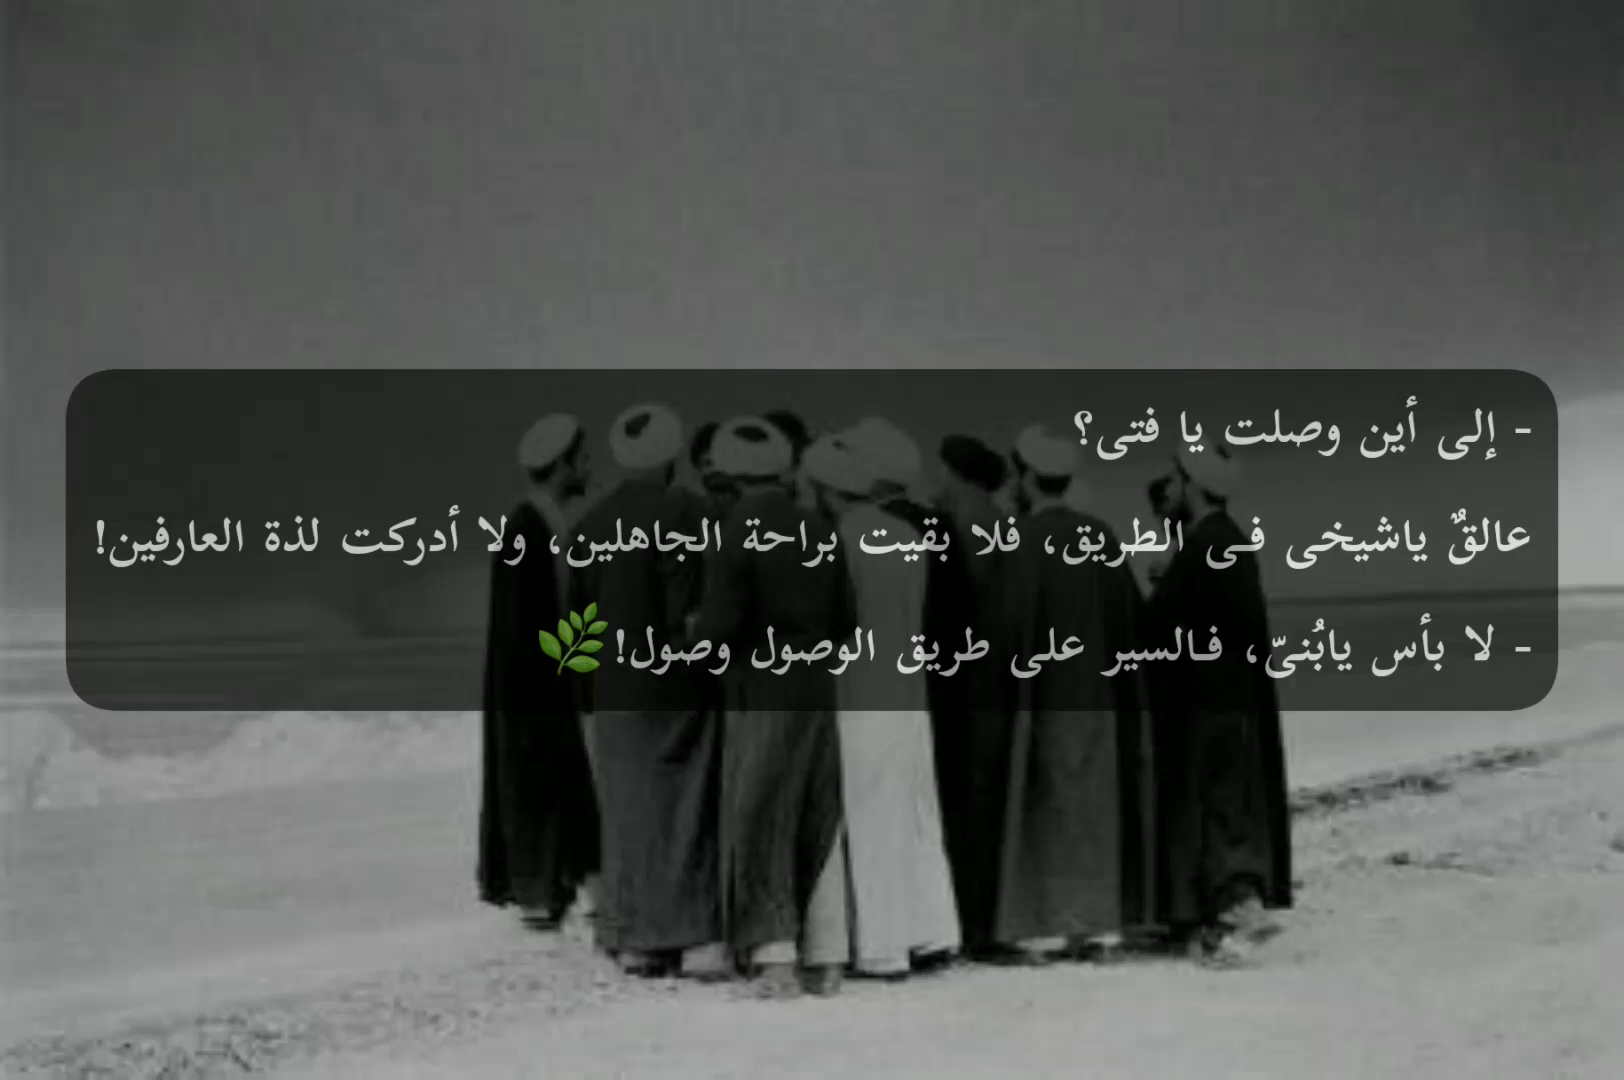 - إلى أين وصلت يا فتى؟
عالقٌ ياشيخى فى الطريق، فلا بقيت براحة الجاهلين، ولا أدركت لذة العارفين!
- لا بأس يابُنىّ، فالسير على طريق الوصول وصول!🌿